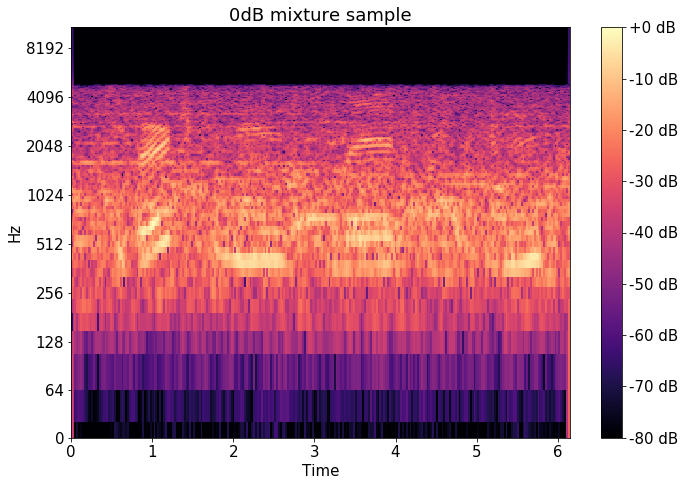 0dB mixture sample
Hz
8192
4096
2048
1024
512
256
128
64
0
0 1 2 3 4 5 6
Time
+0 dB
-10 dB
-20 dB
-30 dB
-40 dB
-50 dB
-60 dB
-70 dB
-80 dB